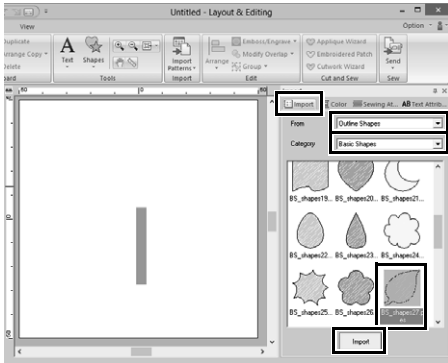 Untitled - Layout & Editing
View
Option
Duplicate
Arrange Copy
Delete
Text
Shapes
Import Patterns
Arrange
Emboss/Engrave
Modify Overlap
Group
Applique Wizard
Embroidered Patch
Cutwork Wizard
Send
Tools
Import
Edit
Cut and Sew
Sew
Import
Color
Sewing At...
AB Text Attrib...
From
Outline Shapes
Category
Basic Shapes
BS_shapes19...
BS_shapes20...
BS_shapes21...
BS_shapes22...
BS_shapes23...
BS_shapes24...
BS_shapes25...
BS_shapes26
BS_shapes27.p
es
Import